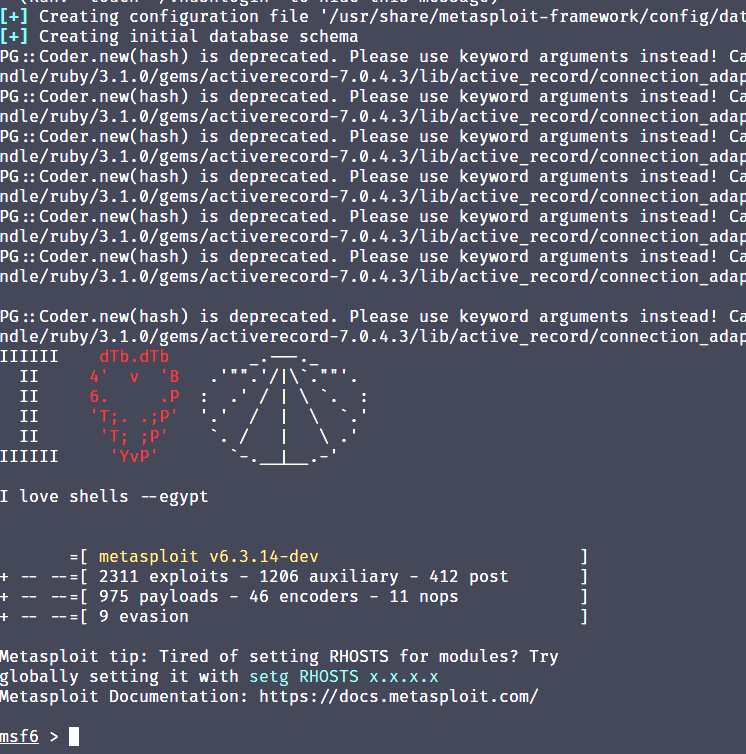 [+] Creating configuration file '/usr/share/metasploit-framework/config/dat
[+] Creating initial database schema
PG::Coder.new(hash) is deprecated. Please use keyword arguments instead! Ca
ndle/ruby/3.1.0/gems/activerecord-7.0.4.3/lib/active_record/connection_adap
PG::Coder.new(hash) is deprecated. Please use keyword arguments instead! Ca
ndle/ruby/3.1.0/gems/activerecord-7.0.4.3/lib/active_record/connection_adap
PG::Coder.new(hash) is deprecated. Please use keyword arguments instead! Ca
ndle/ruby/3.1.0/gems/activerecord-7.0.4.3/lib/active_record/connection_adap
PG::Coder.new(hash) is deprecated. Please use keyword arguments instead! Ca
ndle/ruby/3.1.0/gems/activerecord-7.0.4.3/lib/active_record/connection_adap
PG::Coder.new(hash) is deprecated. Please use keyword arguments instead! Ca
ndle/ruby/3.1.0/gems/activerecord-7.0.4.3/lib/active_record/connection_adap
PG::Coder.new(hash) is deprecated. Please use keyword arguments instead! Ca
ndle/ruby/3.1.0/gems/activerecord-7.0.4.3/lib/active_record/connection_adap

PG::Coder.new(hash) is deprecated. Please use keyword arguments instead! Ca
ndle/ruby/3.1.0/gems/activerecord-7.0.4.3/lib/active_record/connection_adap
IIIIII    dTb.dTb        _.---._
  II     4'  v  'B   .'"".'/|\`.""'.
  II     6.     .P  :  .' / | \ `.  :
  II     'T;. .;P'  '.'  /  |  \  `.'
  II      'T; ;P'    `. /   |   \ .'
IIIIII     'YvP'       `-.__|__.-'

I love shells --egypt


       =[ metasploit v6.3.14-dev                          ]
+ -- --=[ 2311 exploits - 1206 auxiliary - 412 post       ]
+ -- --=[ 975 payloads - 46 encoders - 11 nops            ]
+ -- --=[ 9 evasion                                       ]

Metasploit tip: Tired of setting RHOSTS for modules? Try
globally setting it with setg RHOSTS x.x.x.x
Metasploit Documentation: https://docs.metasploit.com/

msf6 >